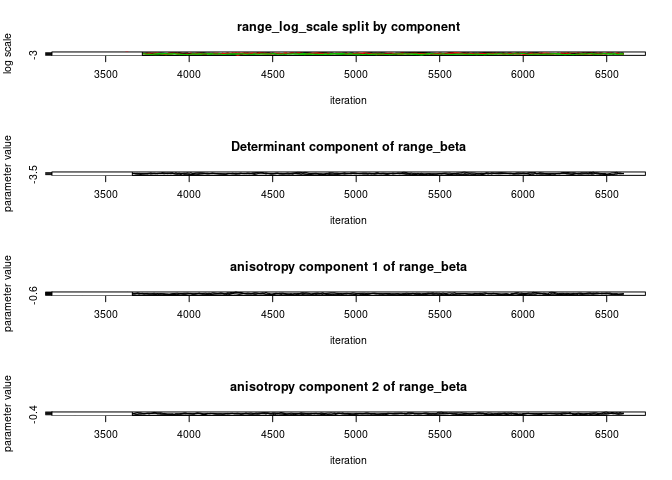 range_log_scale split by component
log scale
-3
3500 4000 4500 5000 5500 6000 6500
iteration
Determinant component of range_beta
parameter value
-3.5
3500 4000 4500 5000 5500 6000 6500
iteration
anisotropy component 1 of range_beta
parameter value
-0.6
3500 4000 4500 5000 5500 6000 6500
iteration
anisotropy component 2 of range_beta
parameter value
-0.4
3500 4000 4500 5000 5500 6000 6500
iteration